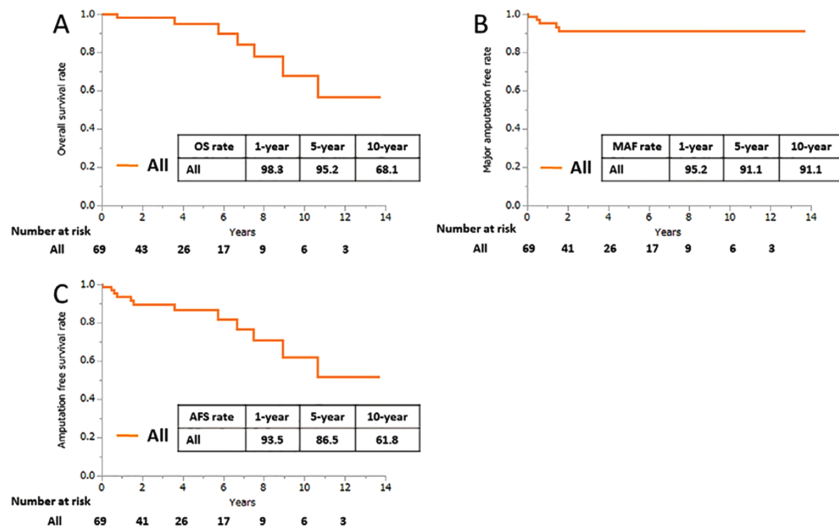 A
Overall survival rate
1.0
0.8
0.6
0.4
0.2
0.0
All
OS rate 1-year 5-year 10-year
All 98.3 95.2 68.1
0 2 4 6 8 10 12 14
Years
Number at risk
All 69 43 26 17 9 6 3
B
Major amputation free rate
1.0
0.8
0.6
0.4
0.2
0.0
All
MAF rate 1-year 5-year 10-year
All 95.2 91.1 91.1
0 2 4 6 8 10 12 14
Years
Number at risk
All 69 41 26 17 9 6 3
C
Amputation free survival rate
1.0
0.8
0.6
0.4
0.2
0.0
All
AFS rate 1-year 5-year 10-year
All 93.5 86.5 61.8
0 2 4 6 8 10 12 14
Years
Number at risk
All 69 41 26 17 9 6 3